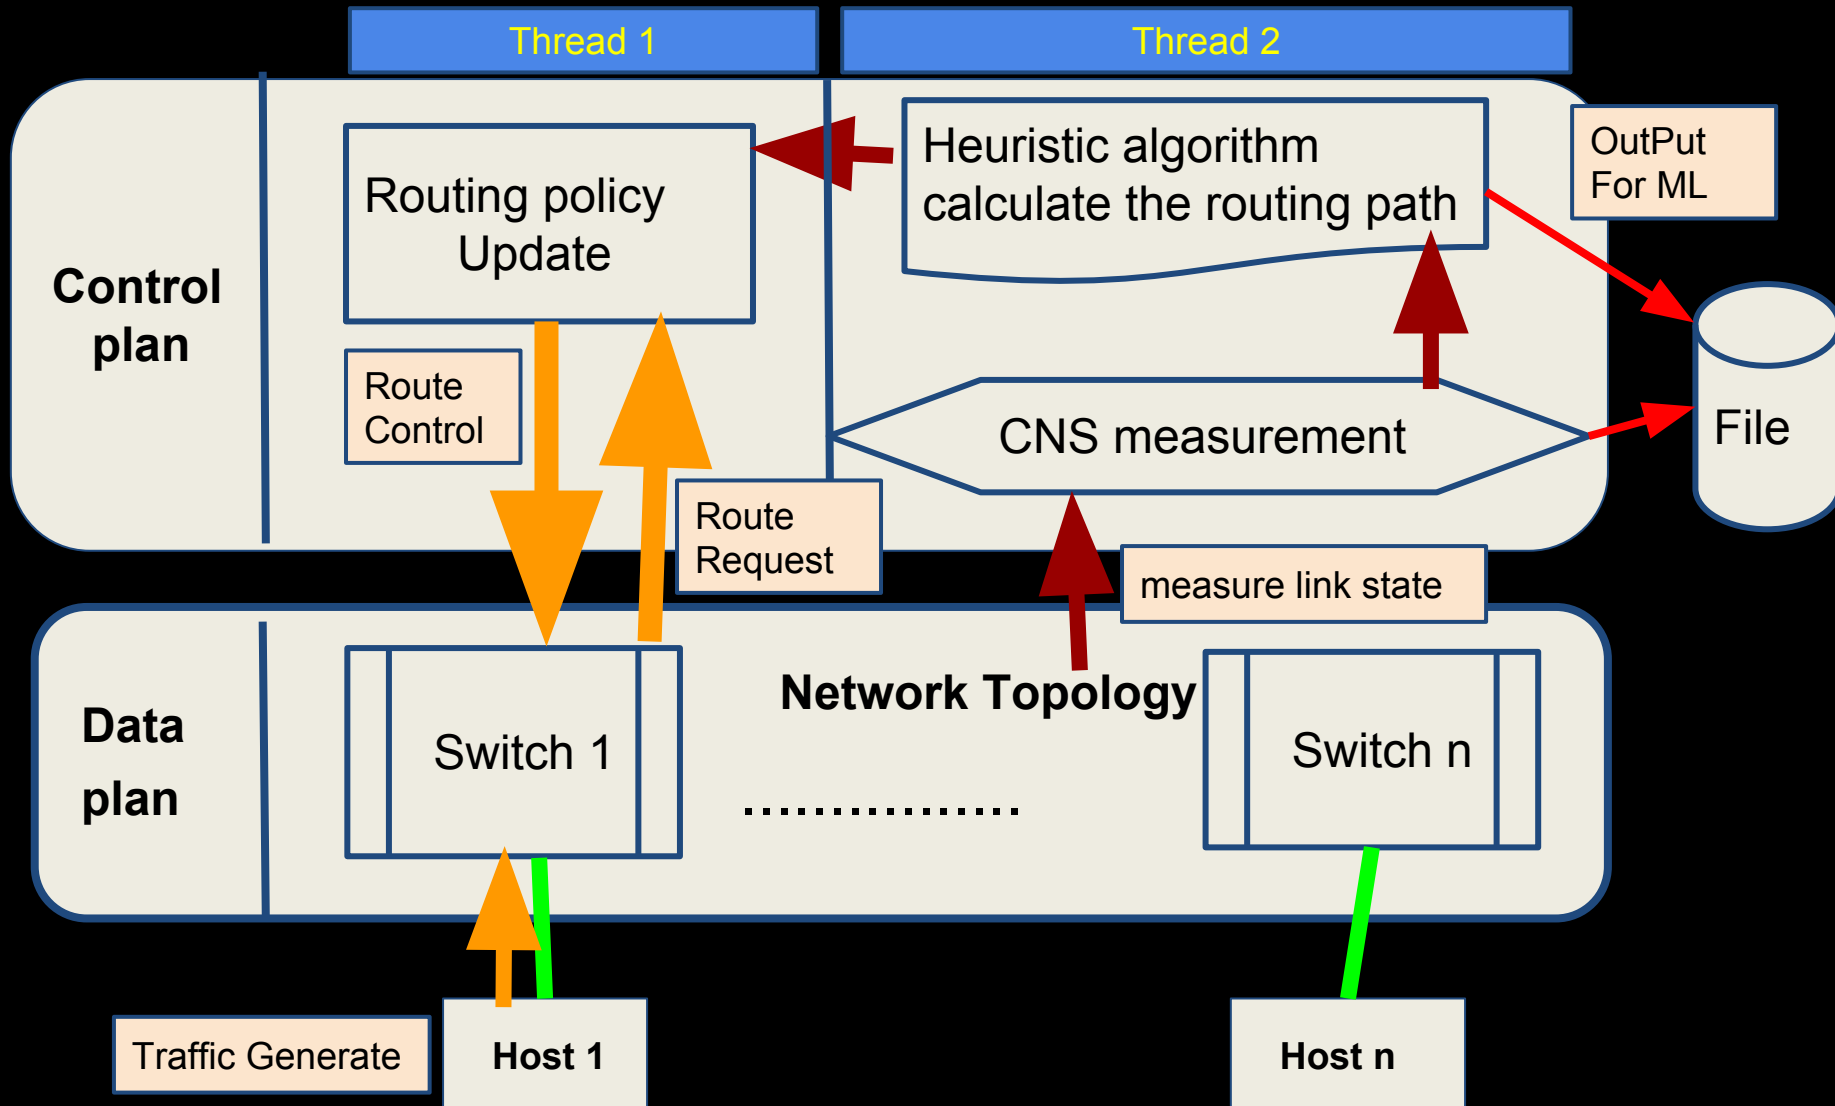 Thread 1
Thread 2
Control
plan
Routing policy
Update
Heuristic algorithm
calculate the routing path
OutPut
For ML
Route
Control
Route
Request
CNS measurement
File
measure link state
Data
plan
Switch 1
Network Topology
................
Switch n
Traffic Generate
Host 1
Host n